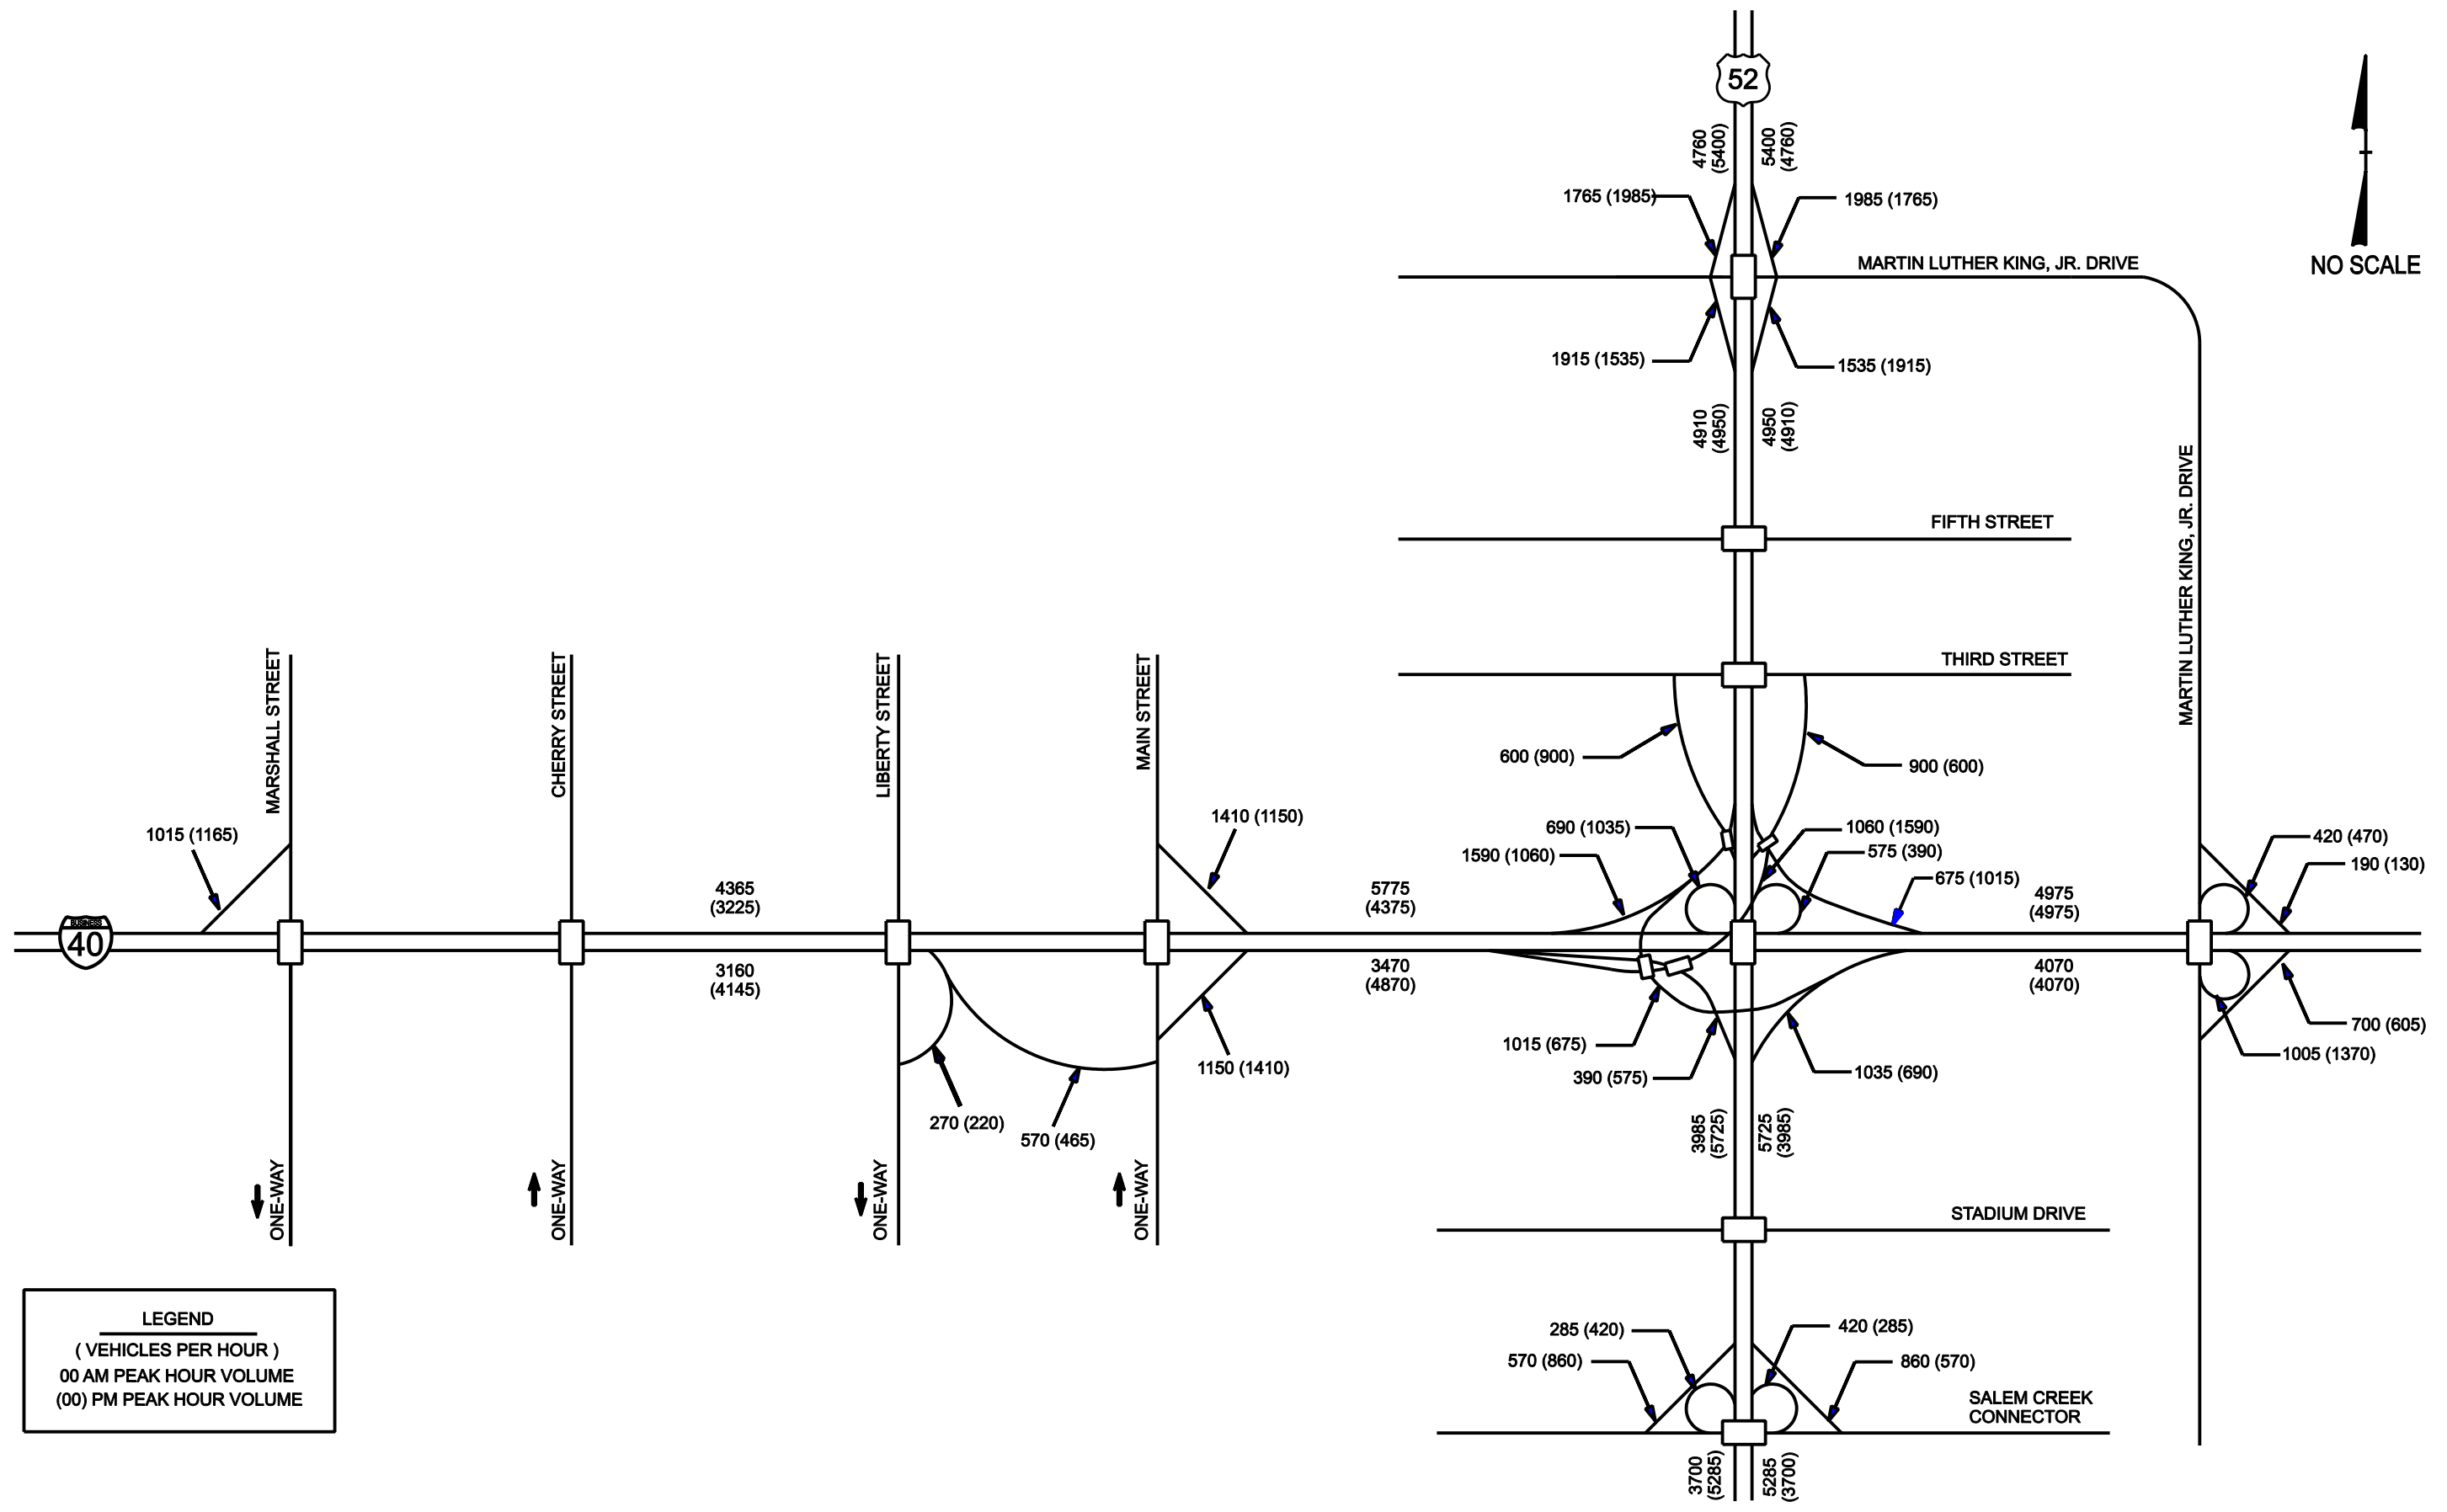 52
4760
(5400)
5400
(4760)
1765 (1985)
1985 (1765)
MARTIN LUTHER KING, JR. DRIVE
NO SCALE
1915 (1535)
1535 (1915)
4910
(4950)
4950
(4910)
MARTIN LUTHER KING, JR. DRIVE
FIFTH STREET
THIRD STREET
MARSHALL STREET
CHERRY STREET
LIBERTY STREET
MAIN STREET
600 (900)
900 (600)
1015 (1165)
1410 (1150)
690 (1035)
1060 (1590)
1590 (1060)
575 (390)
675 (1015)
420 (470)
190 (130)
4365
(3225)
5775
(4375)
4975
(4975)
BUSINESS
40
3160
(4145)
3470
(4870)
4070
(4070)
1015 (675)
390 (575)
1035 (690)
700 (605)
1005 (1370)
1150 (1410)
270 (220)
570 (465)
3985
(5725)
5725
(3985)
ONE-WAY
ONE-WAY
ONE-WAY
ONE-WAY
STADIUM DRIVE
285 (420)
420 (285)
570 (860)
860 (570)
SALEM CREEK
CONNECTOR
3700
(5285)
5285
(3700)
LEGEND
( VEHICLES PER HOUR )
00 AM PEAK HOUR VOLUME
(00) PM PEAK HOUR VOLUME